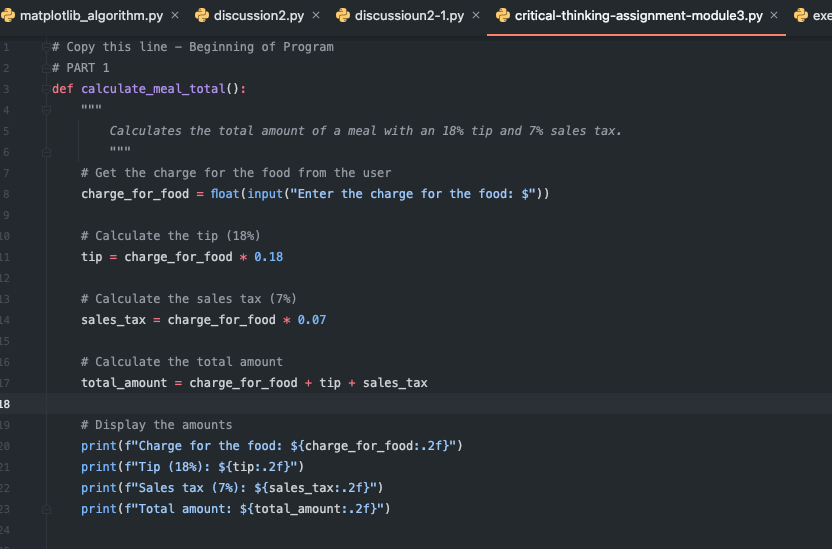 matplotlib_algorithm.py × discussion2.py × discussioun2-1.py × critical-thinking-assignment-module3.py × exe
1 # Copy this line - Beginning of Program
2 # PART 1
3 def calculate_meal_total():
4 """
5 Calculates the total amount of a meal with an 18% tip and 7% sales tax.
6 """
7 # Get the charge for the food from the user
8 charge_for_food = float(input("Enter the charge for the food: $"))
9
10 # Calculate the tip (18%)
11 tip = charge_for_food * 0.18
12
13 # Calculate the sales tax (7%)
14 sales_tax = charge_for_food * 0.07
15
16 # Calculate the total amount
17 total_amount = charge_for_food + tip + sales_tax
18
19 # Display the amounts
20 print(f"Charge for the food: ${charge_for_food:.2f}")
21 print(f"Tip (18%): ${tip:.2f}")
22 print(f"Sales tax (7%): ${sales_tax:.2f}")
23 print(f"Total amount: ${total_amount:.2f}")
24